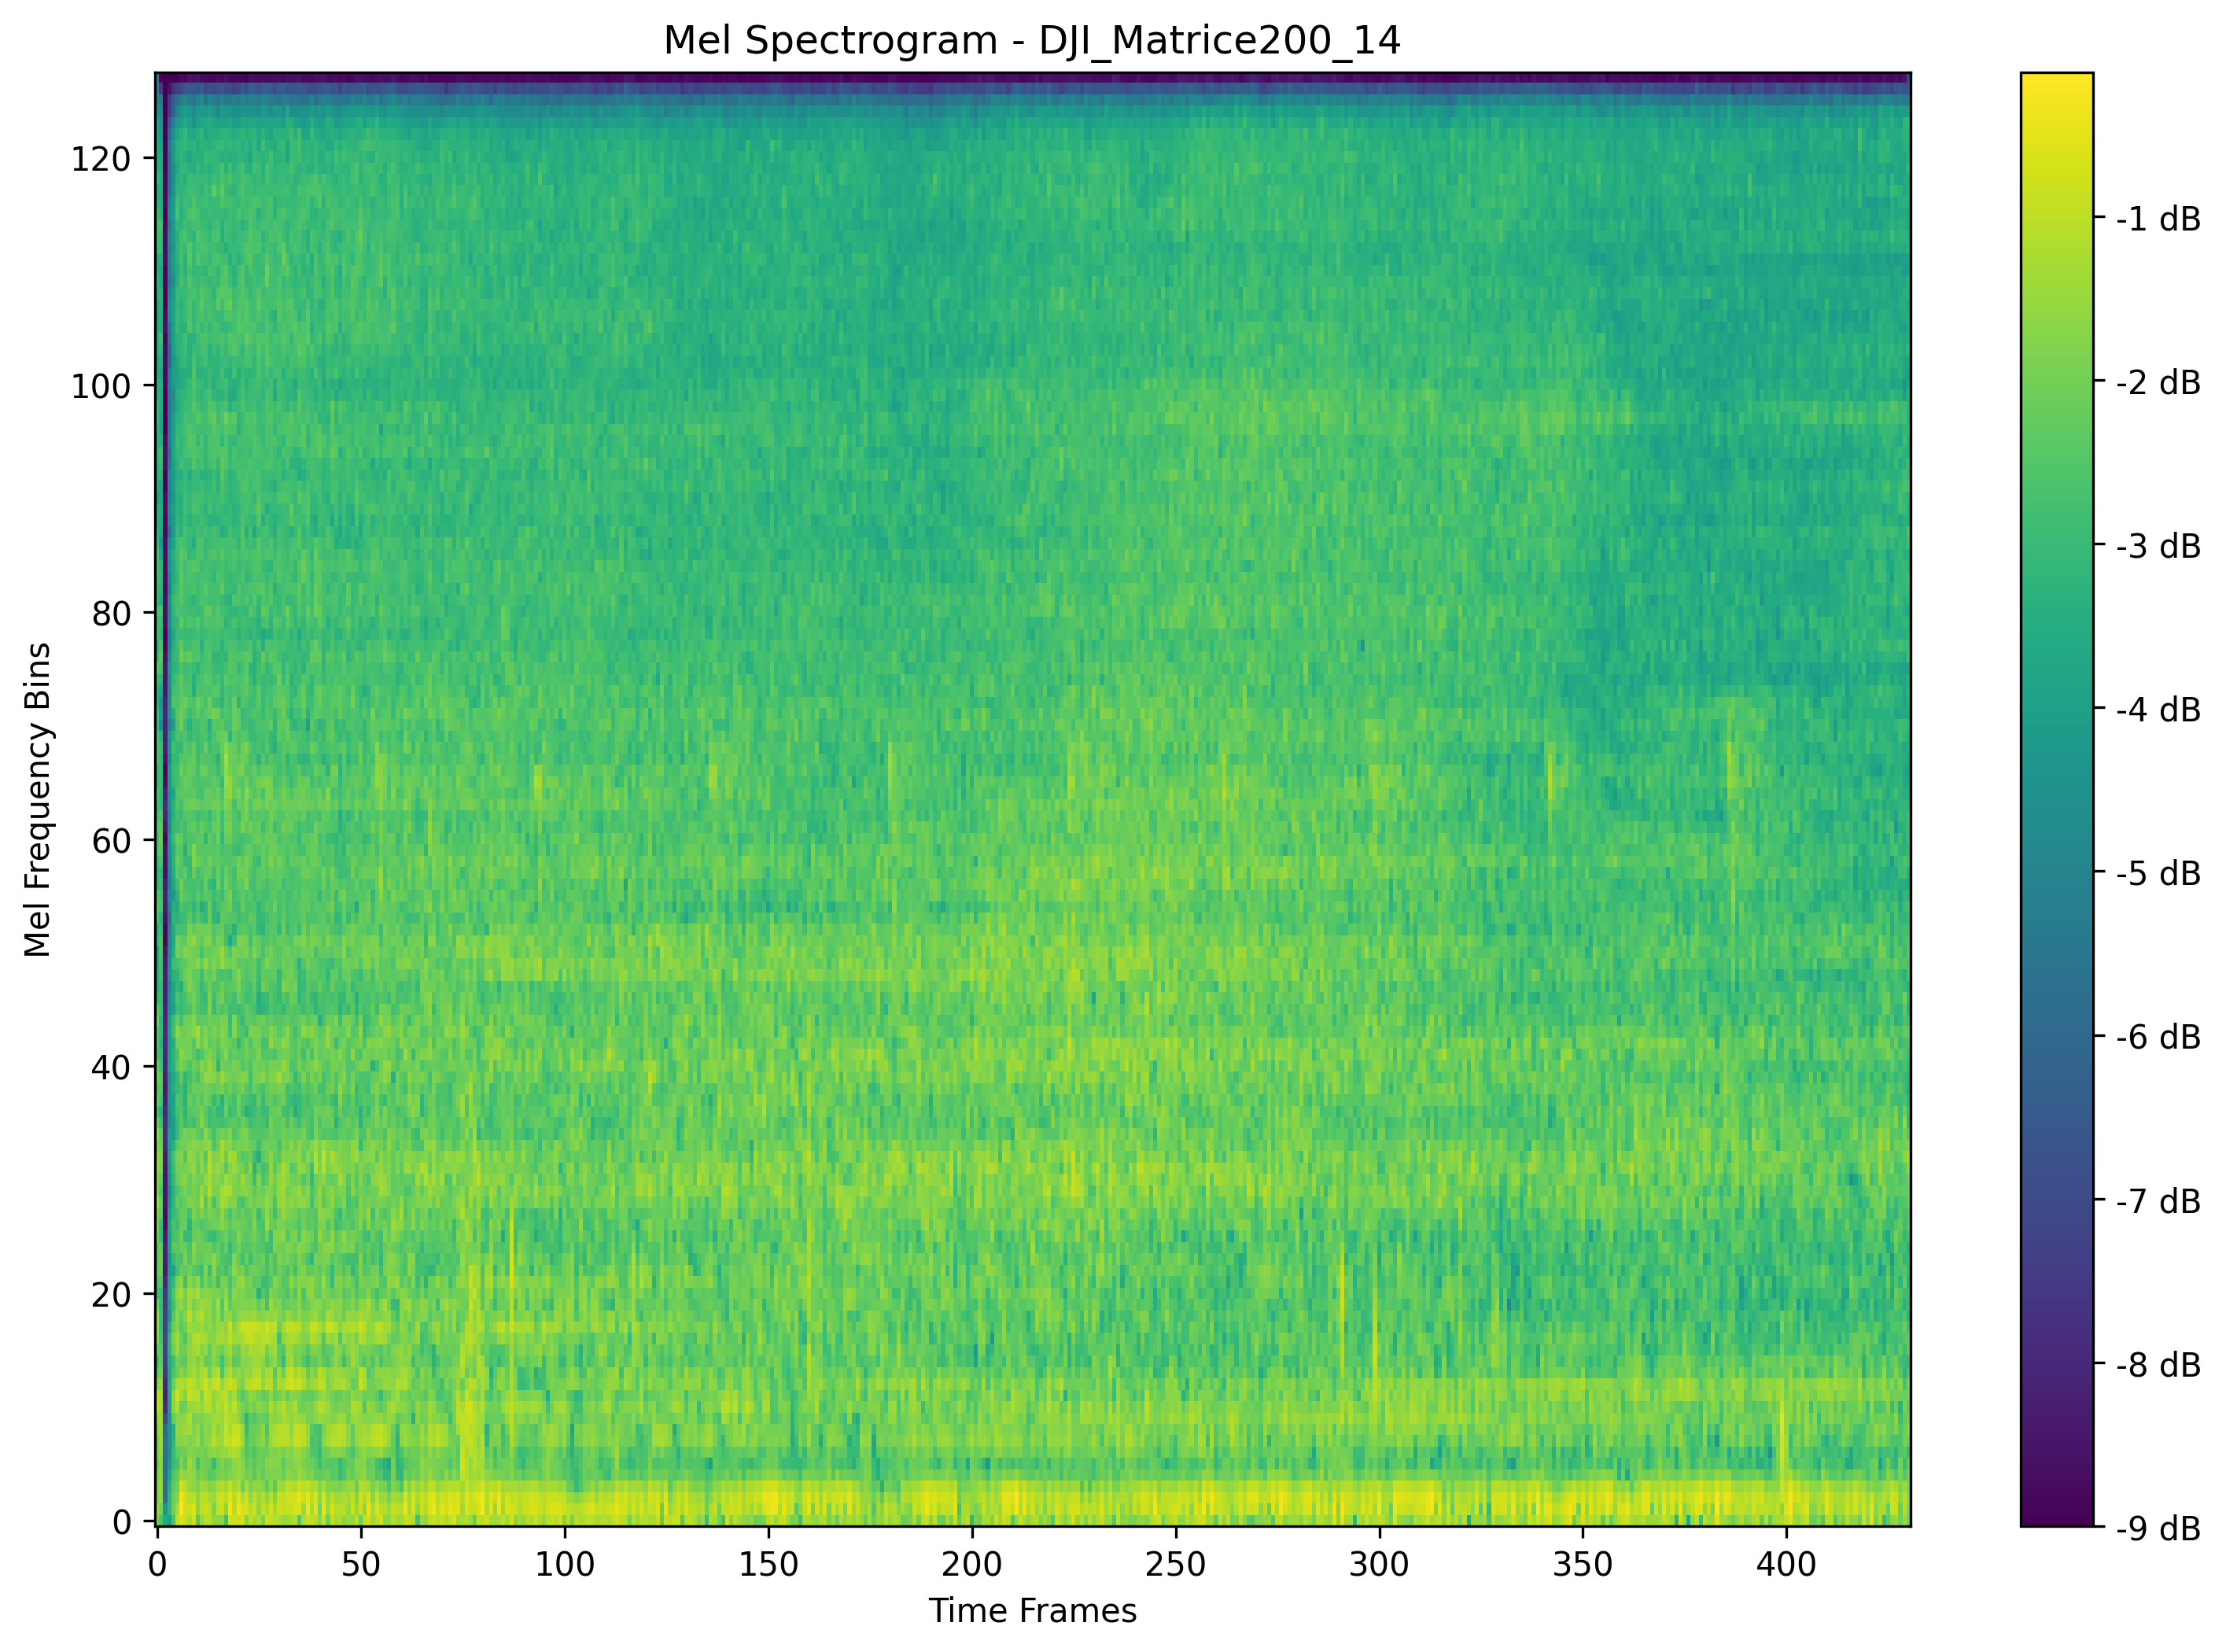 Mel Spectrogram - DJI_Matrice200_14
Mel Frequency Bins
120
100
80
60
40
20
0
0 50 100 150 200 250 300 350 400
Time Frames
-1 dB
-2 dB
-3 dB
-4 dB
-5 dB
-6 dB
-7 dB
-8 dB
-9 dB